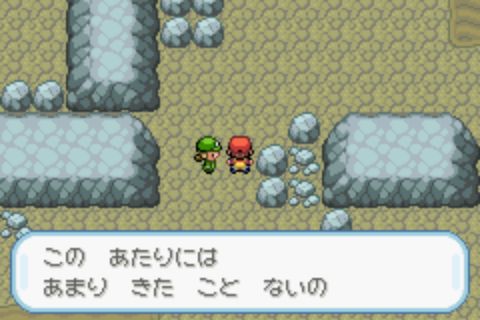 この　あたりには
あまり　きた　こと　ないの